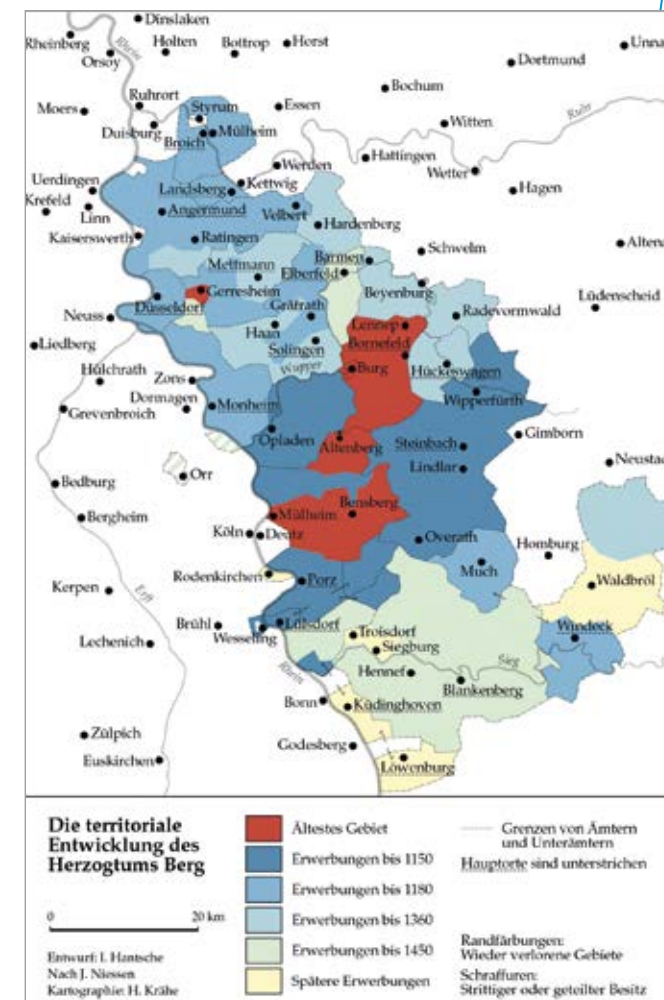 Dinslaken
Rheinberg
Rhein
Holten
Bottrop
Horst
Unna
Orsoy
Dortmund
Bochum
Ruhrort
Moers
Styrum
Essen
Ruhr
Duisburg
Mülheim
Broich
Witten
Werden
Hattingen
Wetter
Uerdingen
Kettwig
Landsberg
Hagen
Krefeld
Linn
Angermund
Velbert
Hardenberg
Kaiserswerth
Ratingen
Schwelm
Altena
Mettmann
Barmen
Elberfeld
Beyenburg
Gerresheim
Düsseldorf
Gräfrath
Lüdenscheid
Neuss
Radevormwald
Haan
Lennep
Liedberg
Solingen
Bornefeld
Wupper
Burg
Hückeswagen
Hülchrath
Zons
Dormagen
Monheim
Wipperfürth
Grevenbroich
Opladen
Altenberg
Steinbach
Gimborn
Lindlar
Neustadt
Orr
Bedburg
Bensberg
Bergheim
Mülheim
Köln
Deutz
Overath
Homburg
Much
Rodenkirchen
Porz
Waldbröl
Kerpen
Erft
Brühl
Lülsdorf
Wesseling
Troisdorf
Windeck
Lechenich
Siegburg
Sieg
Rhein
Hennef
Blankenberg
Bonn
Küdinghoven
Zülpich
Godesberg
Euskirchen
Löwenburg
Die territoriale
Entwicklung des
Herzogtums Berg
0 20 km
Entwurf: I. Hantsche
Nach J. Niessen
Kartographie: H. Krähe
Ältestes Gebiet
Erwerbungen bis 1150
Erwerbungen bis 1180
Erwerbungen bis 1360
Erwerbungen bis 1450
Spätere Erwerbungen
Grenzen von Ämtern
und Unterämtern
Hauptorte sind unterstrichen
Randfärbungen:
Wieder verlorene Gebiete
Schraffuren:
Strittiger oder geteilter Besitz